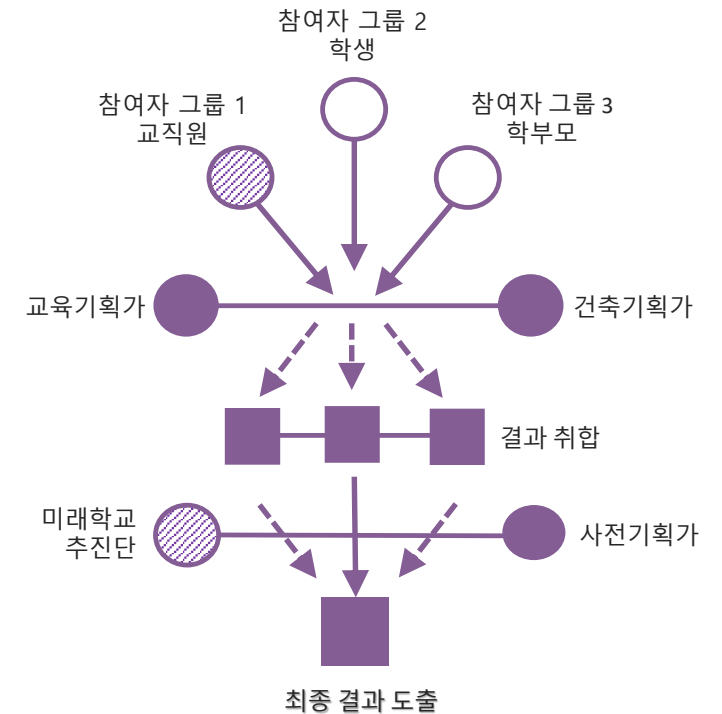 참여자 그룹 2
학생
참여자 그룹 1
교직원
참여자 그룹 3
학부모
교육기획가
건축기획가
결과 취합
미래학교
추진단
사전기획가
최종 결과 도출